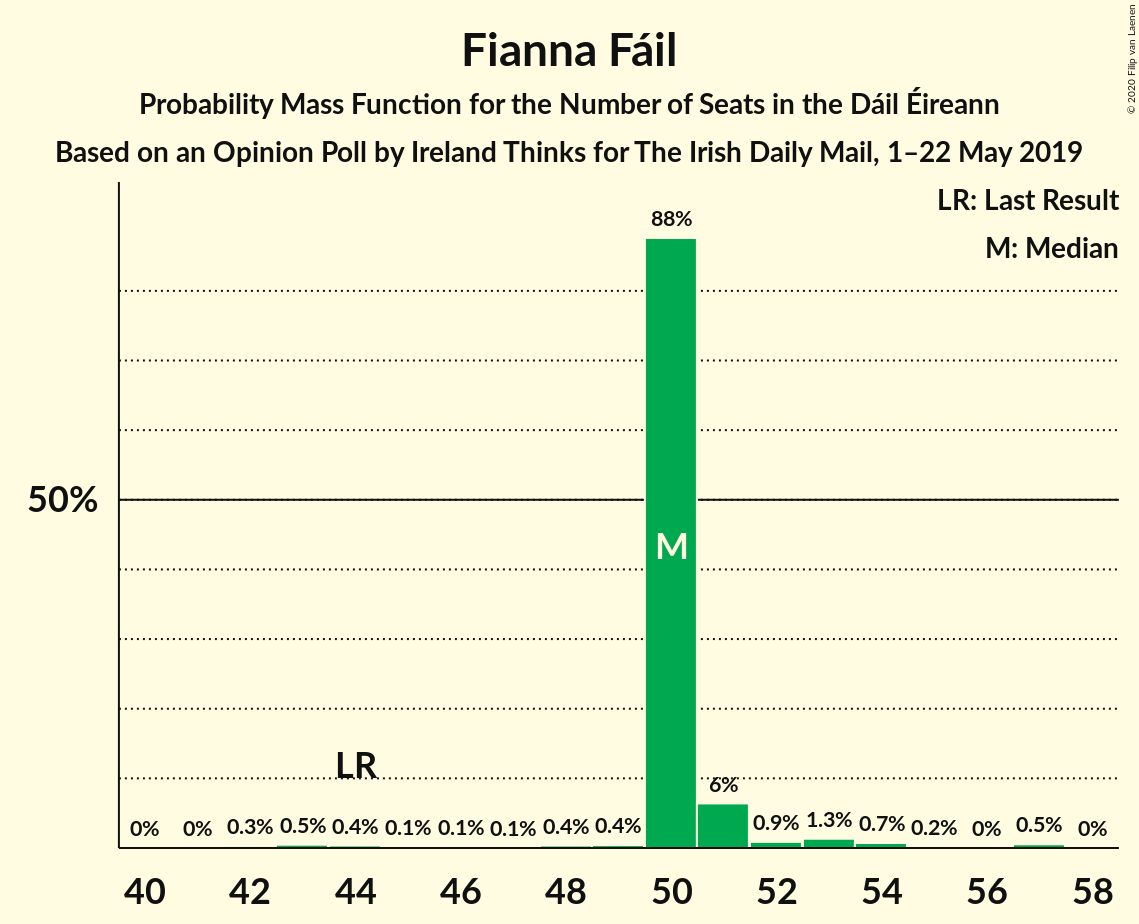 Fianna Fáil
Probability Mass Function for the Number of Seats in the Dáil Éireann
Based on an Opinion Poll by Ireland Thinks for The Irish Daily Mail, 1–22 May 2019
© 2020 Filip van Laenen
LR: Last Result
M: Median
88%
50%
M
LR
0% 0% 0.3% 0.5% 0.4% 0.1% 0.1% 0.1% 0.4% 0.4% 6% 0.9% 1.3% 0.7% 0.2% 0% 0.5% 0%
40 42 44 46 48 50 52 54 56 58